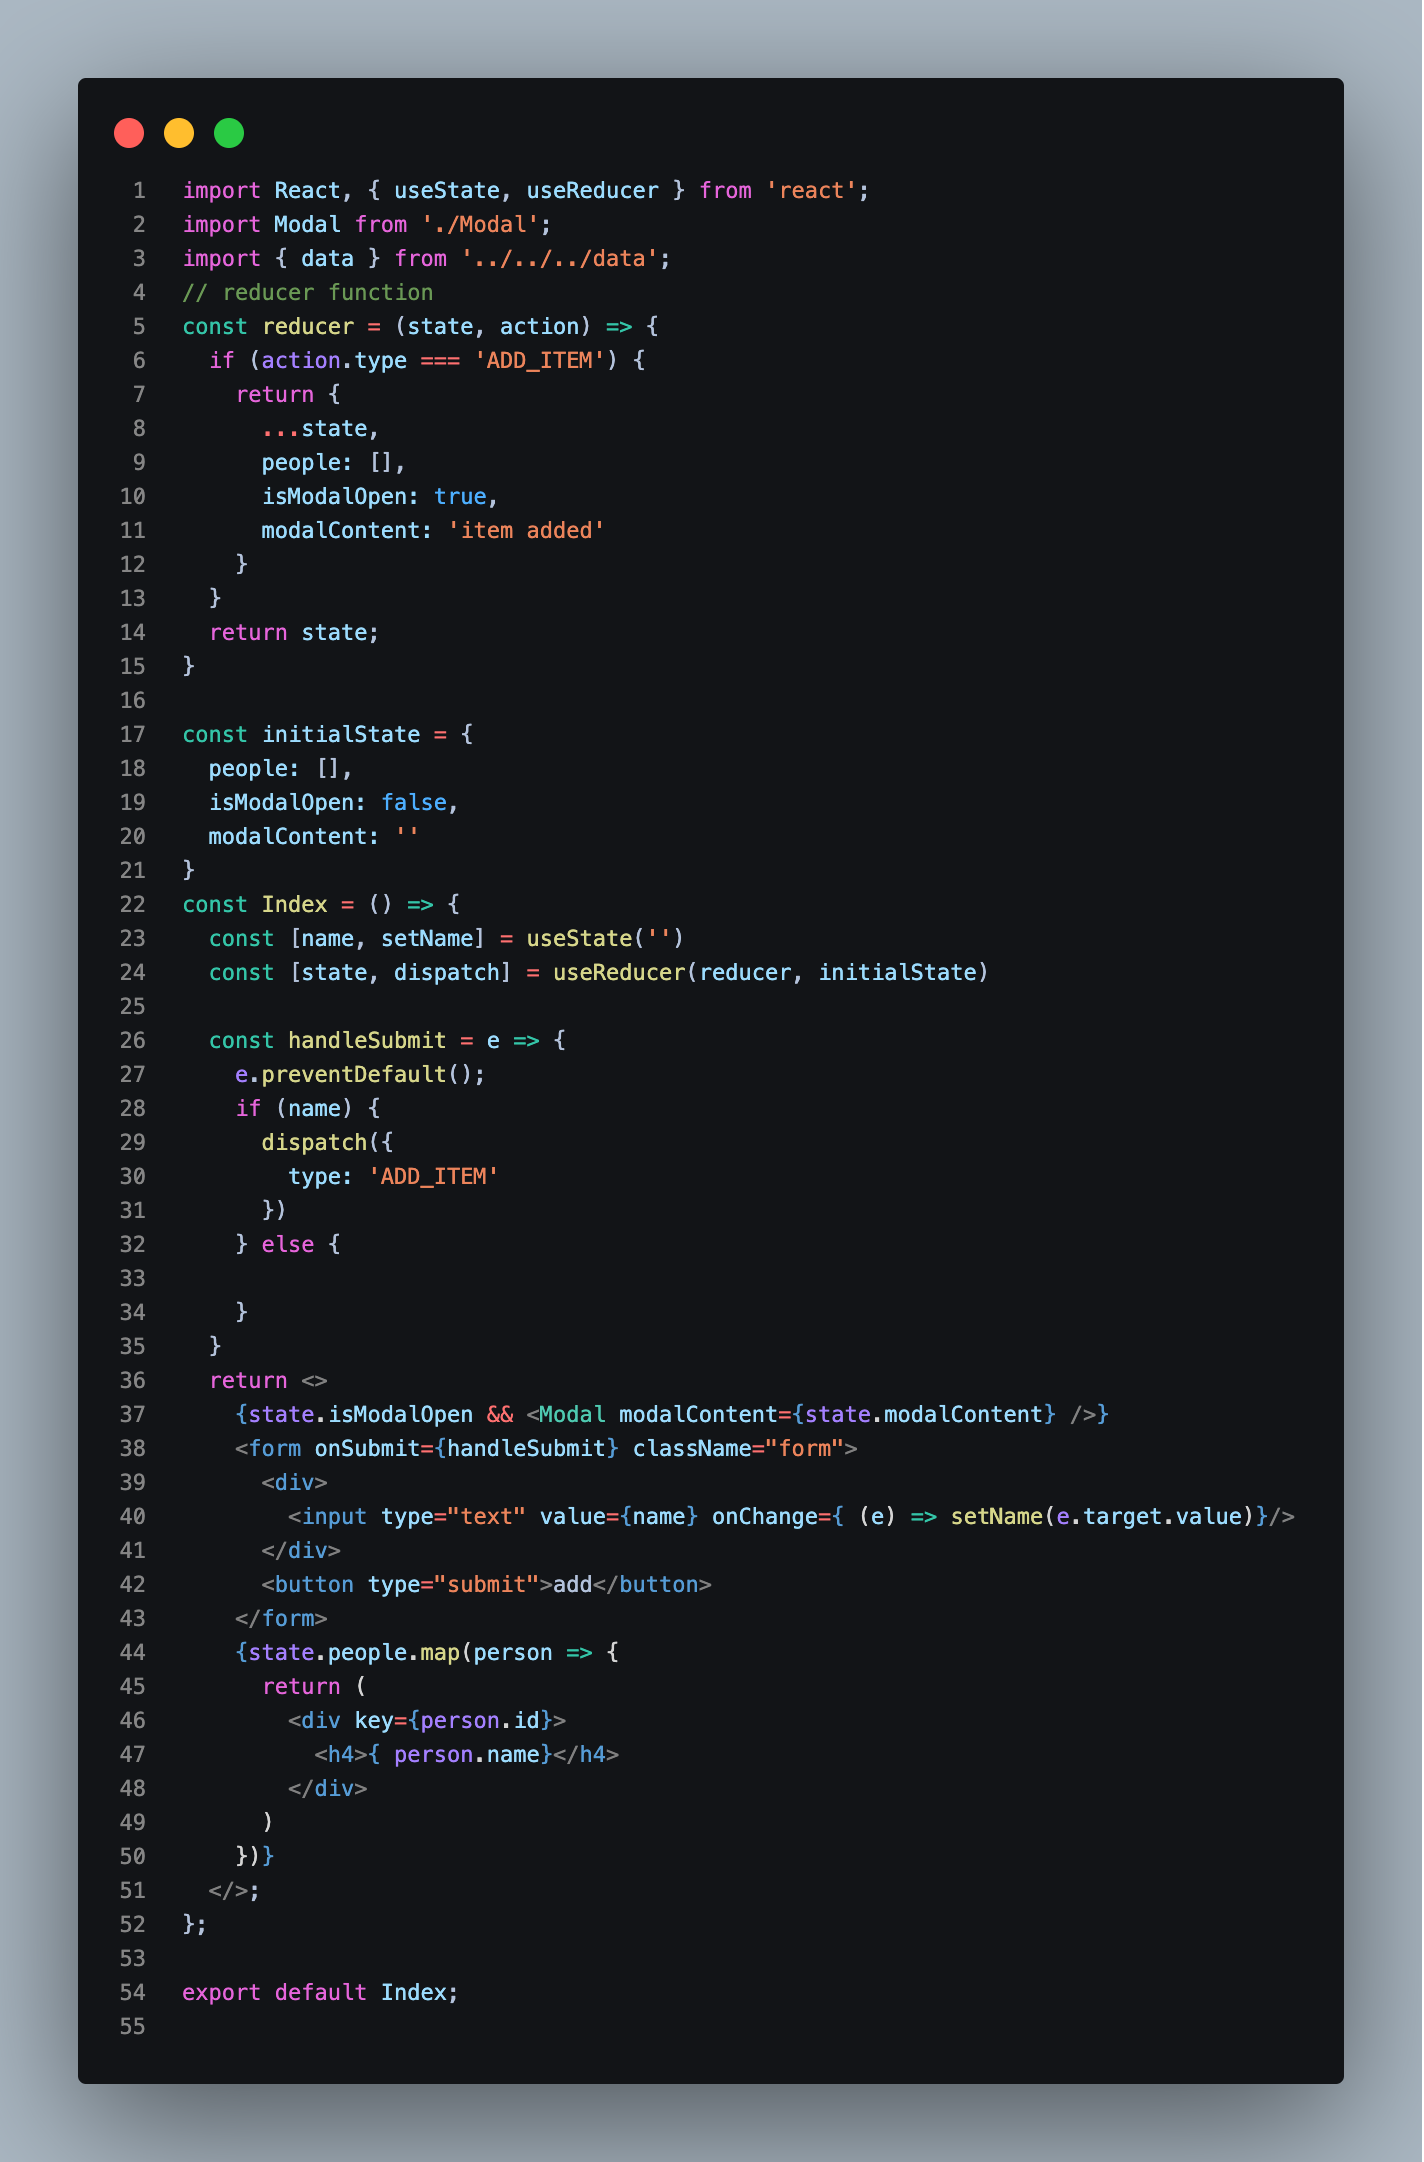 1 import React, { useState, useReducer } from 'react';
2 import Modal from './Modal';
3 import { data } from '../../../data';
4 // reducer function
5 const reducer = (state, action) => {
6   if (action.type === 'ADD_ITEM') {
7     return {
8       ...state,
9       people: [],
10       isModalOpen: true,
11       modalContent: 'item added'
12     }
13   }
14   return state;
15 }
16
17 const initialState = {
18   people: [],
19   isModalOpen: false,
20   modalContent: ''
21 }
22 const Index = () => {
23   const [name, setName] = useState('')
24   const [state, dispatch] = useReducer(reducer, initialState)
25
26   const handleSubmit = e => {
27     e.preventDefault();
28     if (name) {
29       dispatch({
30         type: 'ADD_ITEM'
31       })
32     } else {
33
34     }
35   }
36   return <>
37     {state.isModalOpen && <Modal modalContent={state.modalContent} />}
38     <form onSubmit={handleSubmit} className="form">
39       <div>
40         <input type="text" value={name} onChange={ (e) => setName(e.target.value)}/>
41       </div>
42       <button type="submit">add</button>
43     </form>
44     {state.people.map(person => {
45       return (
46         <div key={person.id}>
47           <h4>{ person.name}</h4>
48         </div>
49       )
50     })}
51   </>;
52 };
53
54 export default Index;
55